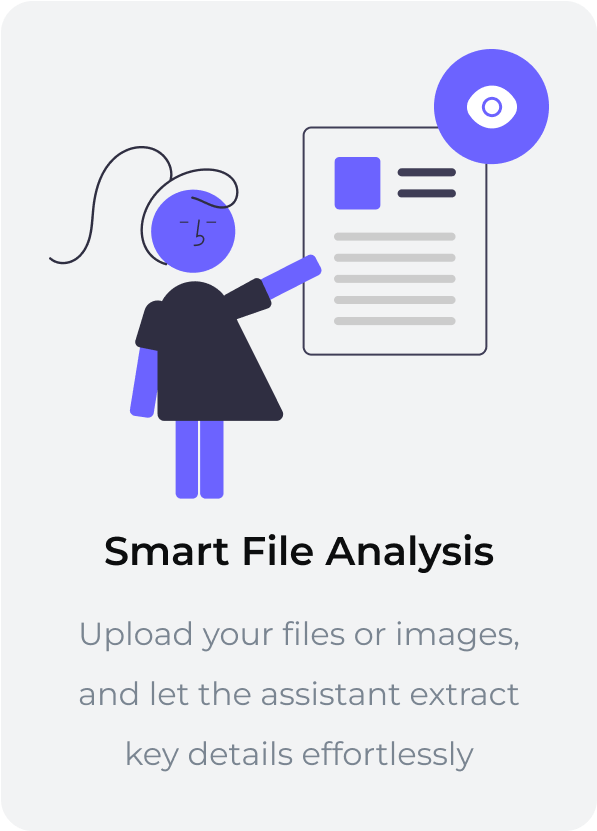 Smart File Analysis
Upload your files or images,
and let the assistant extract
key details effortlessly